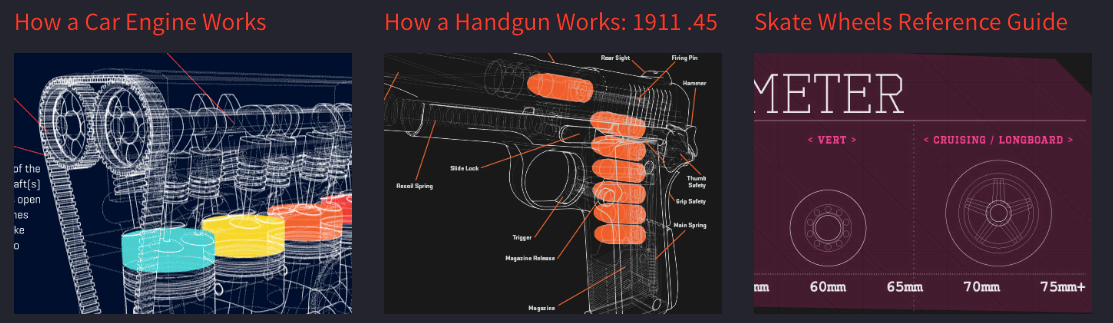 How a Car Engine Works
How a Handgun Works: 1911 .45
Skate Wheels Reference Guide
of the
aft(s)
open
nes
ke
o
Rear Sight
Firing Pin
Hammer
Slide Lock
Recoil Spring
Thumb
Safety
Grip Safety
Main Spring
Trigger
Magazine Release
Magazine
METER
< VERT >
< CRUISING / LONGBOARD >
mm
60mm
65mm
70mm
75mm+